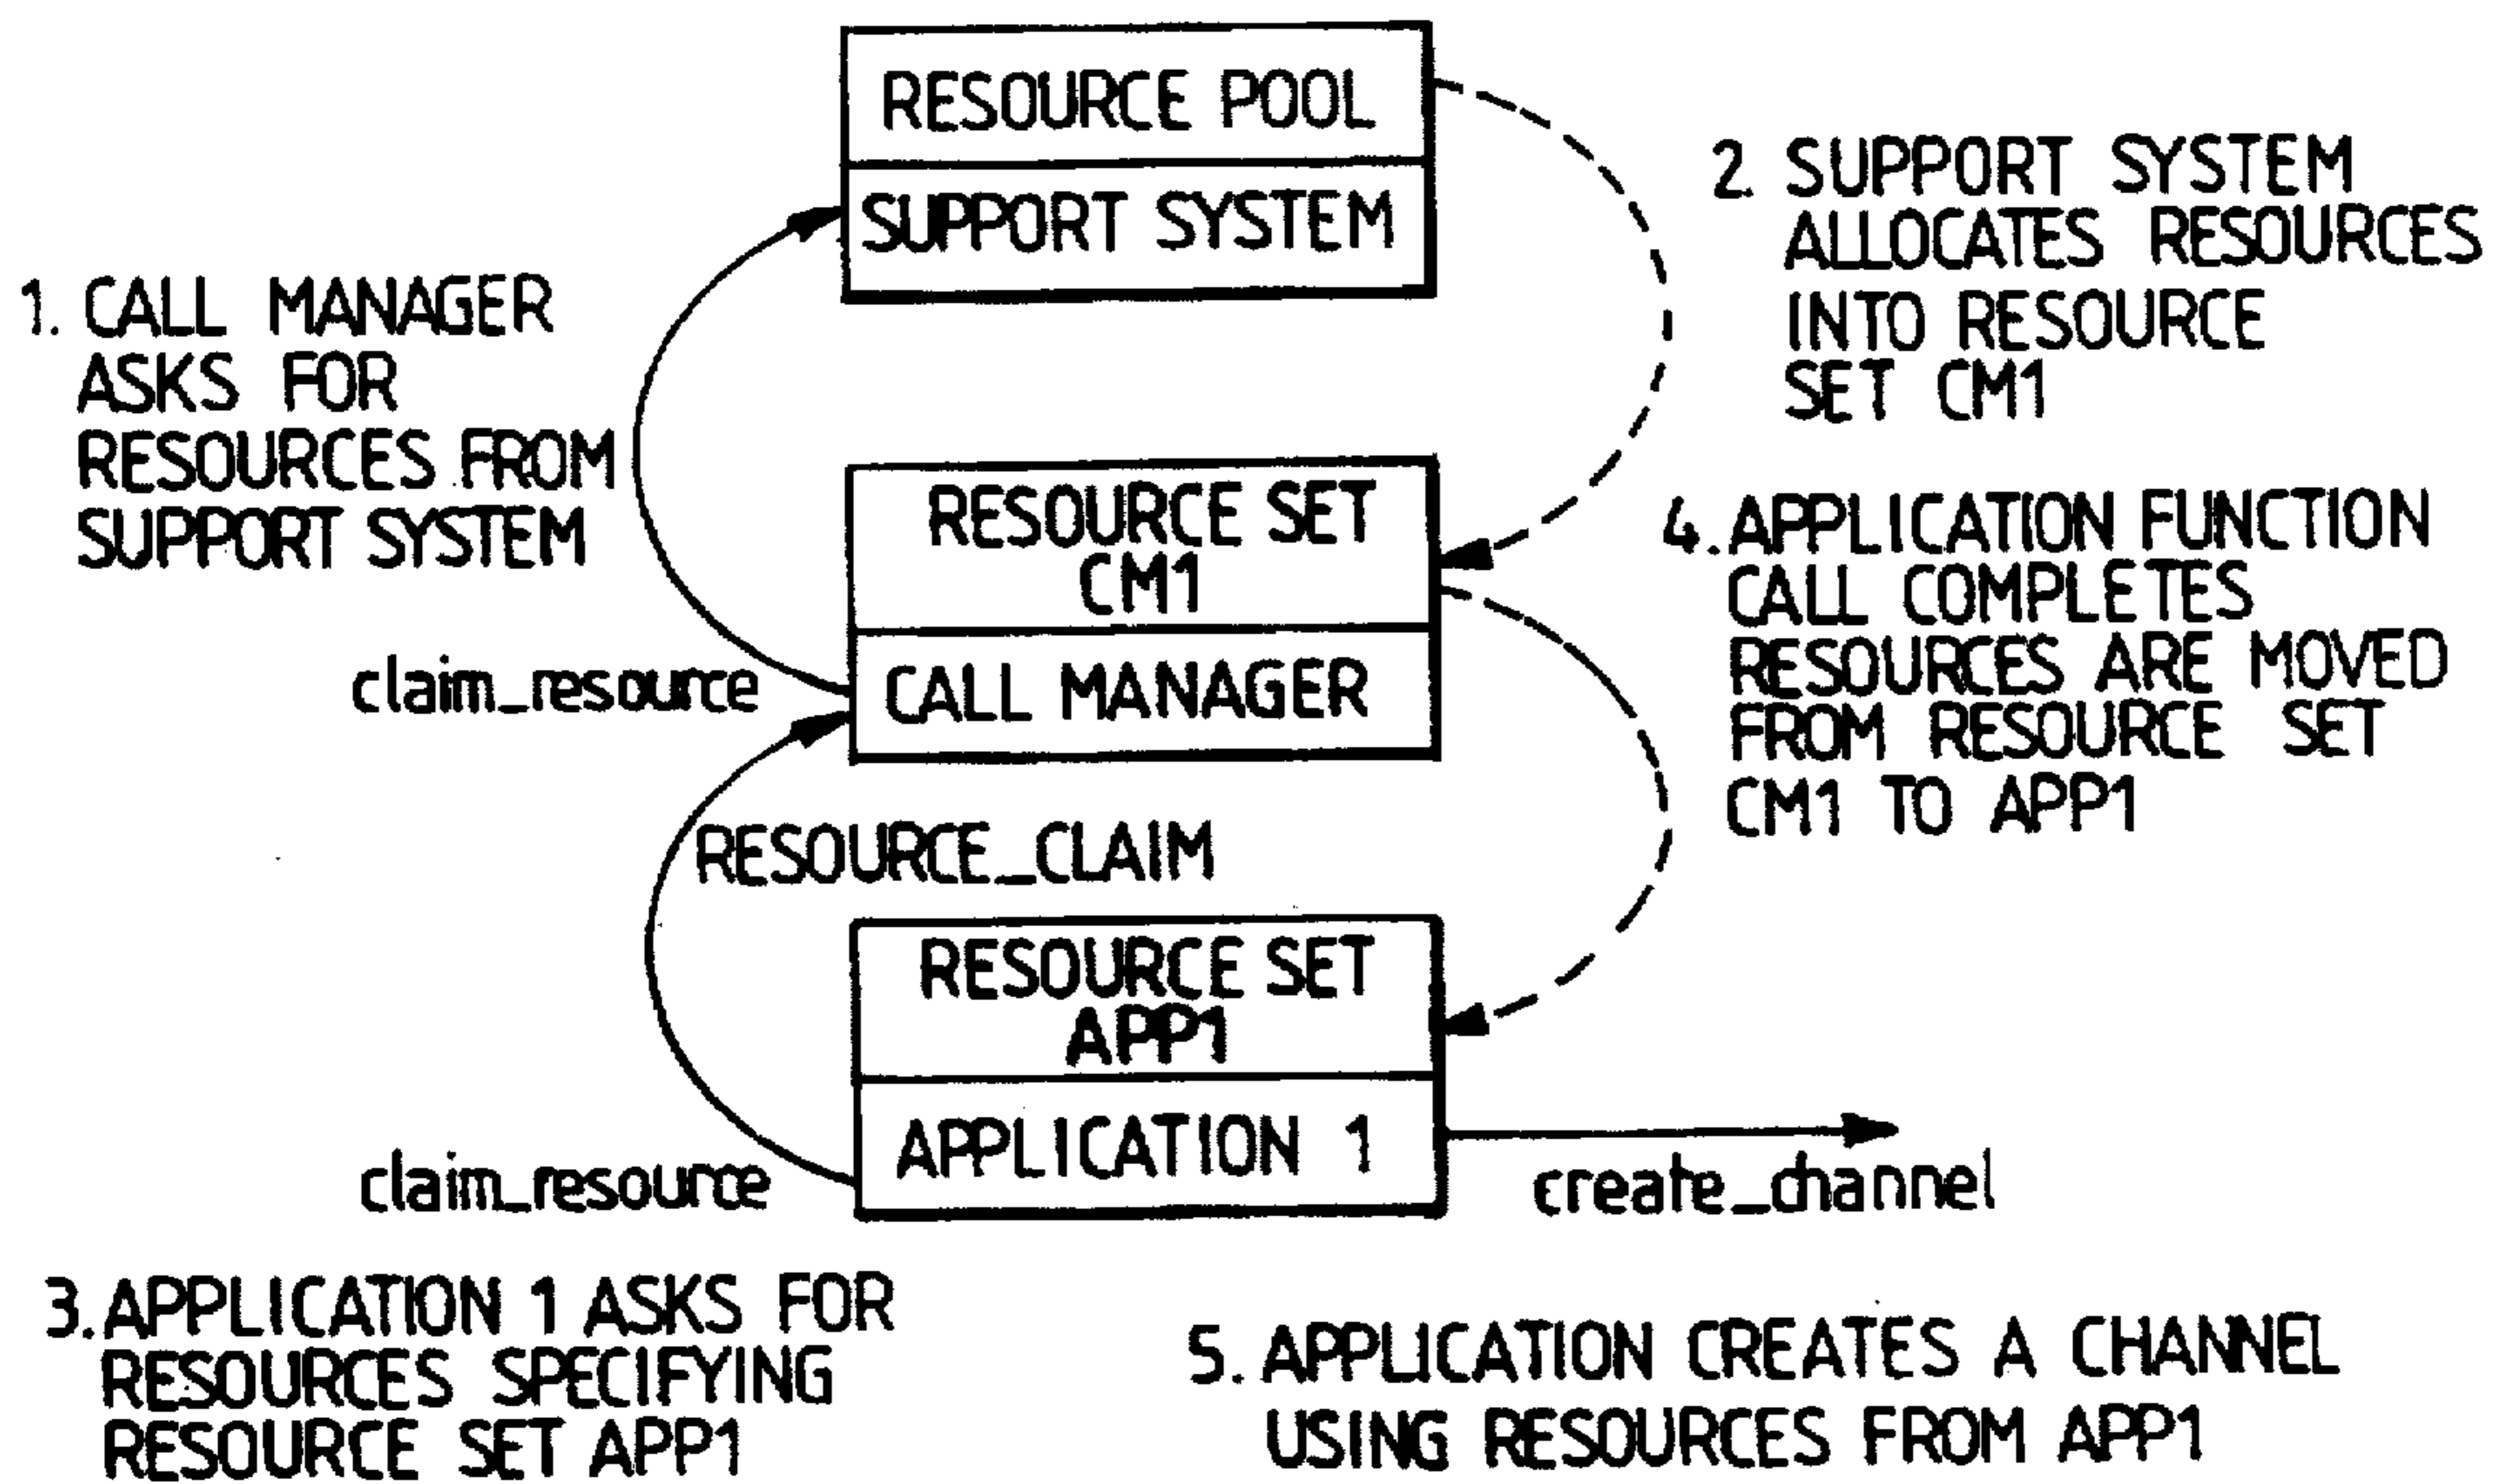 RESOURCE POOL
SUPPORT SYSTEM
1. CALL MANAGER
ASKS FOR
RESOURCES FROM
SUPPORT SYSTEM
2 SUPPORT SYSTEM
ALLOCATES RESOURCES
INTO RESOURCE
SET CM1
RESOURCE SET
CM1
CALL MANAGER
claim_resource
4. APPLICATION FUNCTION
CALL COMPLETES
RESOURCES ARE MOVED
FROM RESOURCE SET
CM1 TO APP1
RESOURCE_CLAIM
RESOURCE SET
APP1
APPLICATION 1
claim_resource
create_channel
3. APPLICATION 1 ASKS FOR
RESOURCES SPECIFYING
RESOURCE SET APP1
5. APPLICATION CREATES A CHANNEL
USING RESOURCES FROM APP1